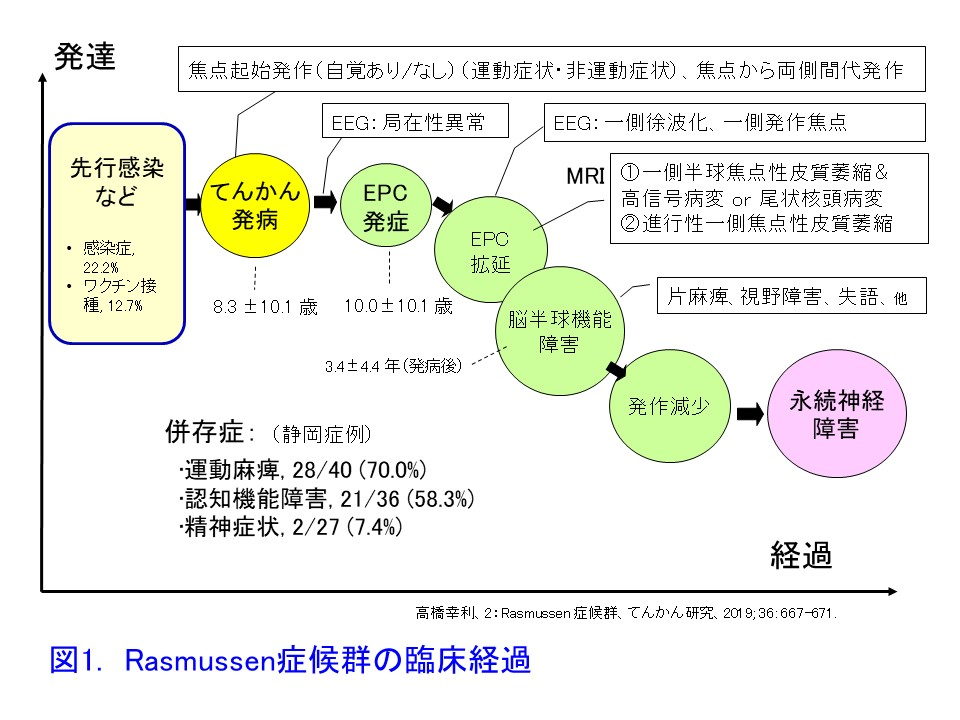 発達
焦点起始発作（自覚あり/なし）（運動症状・非運動症状）、焦点から両側間代発作
EEG：局在性異常
EEG：一側徐波化、一側発作焦点
先行感染
など
• 感染症,
22.2%
• ワクチン接
種, 12.7%
てんかん
発病
EPC
発症
EPC
拡延
MRI
①一側半球焦点性皮質萎縮＆
高信号病変 or 尾状核頭病変
②進行性一側焦点性皮質萎縮
8.3 ±10.1 歳
10.0±10.1 歳
脳半球機能
障害
片麻痺、視野障害、失語、他
3.4±4.4 年（発病後）
発作減少
永続神経
障害
併存症：（静岡症例）
・運動麻痺, 28/40 (70.0%)
・認知機能障害, 21/36 (58.3%)
・精神症状, 2/27 (7.4%)
経過
高橋幸利、2：Rasmussen 症候群、てんかん研究、2019; 36: 667-671.
図1． Rasmussen症候群の臨床経過